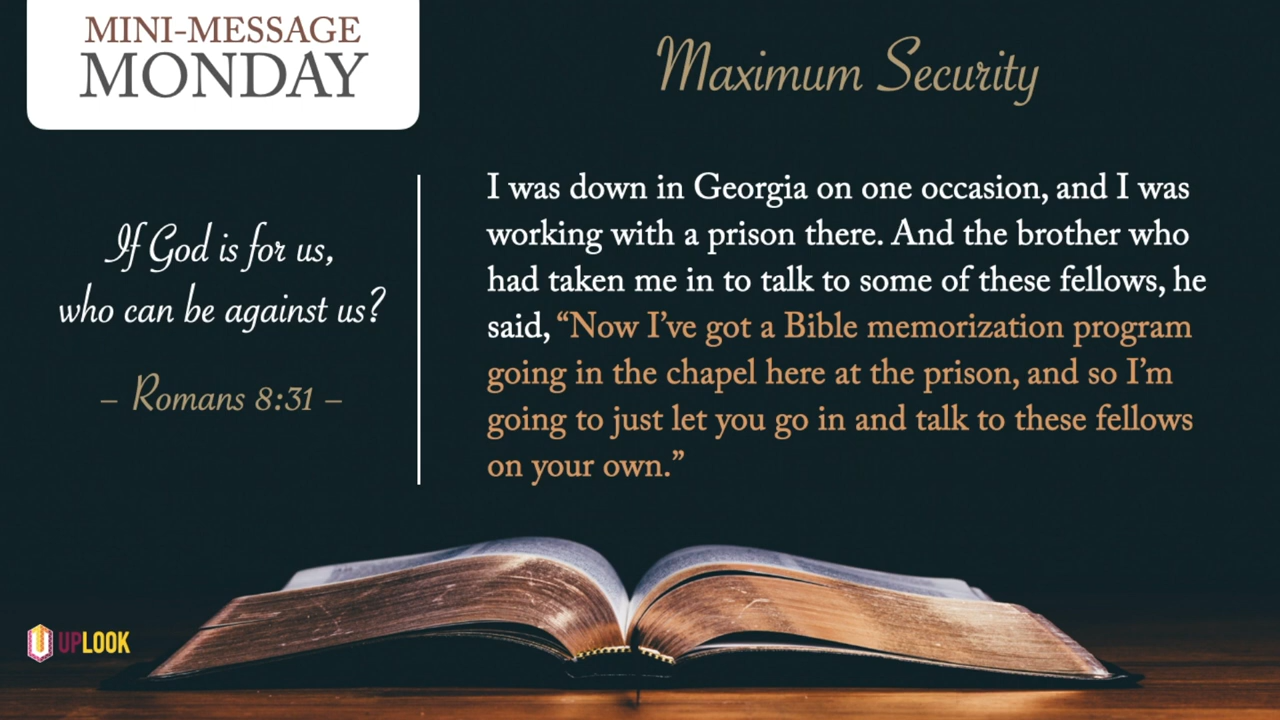 MINI-MESSAGE
MONDAY
Maximum Security
If God is for us,
who can be against us?
– Romans 8:31 –
I was down in Georgia on one occasion, and I was
working with a prison there. And the brother who
had taken me in to talk to some of these fellows, he
said, “Now I’ve got a Bible memorization program
going in the chapel here at the prison, and so I’m
going to just let you go in and talk to these fellows
on your own.”
UPLOOK